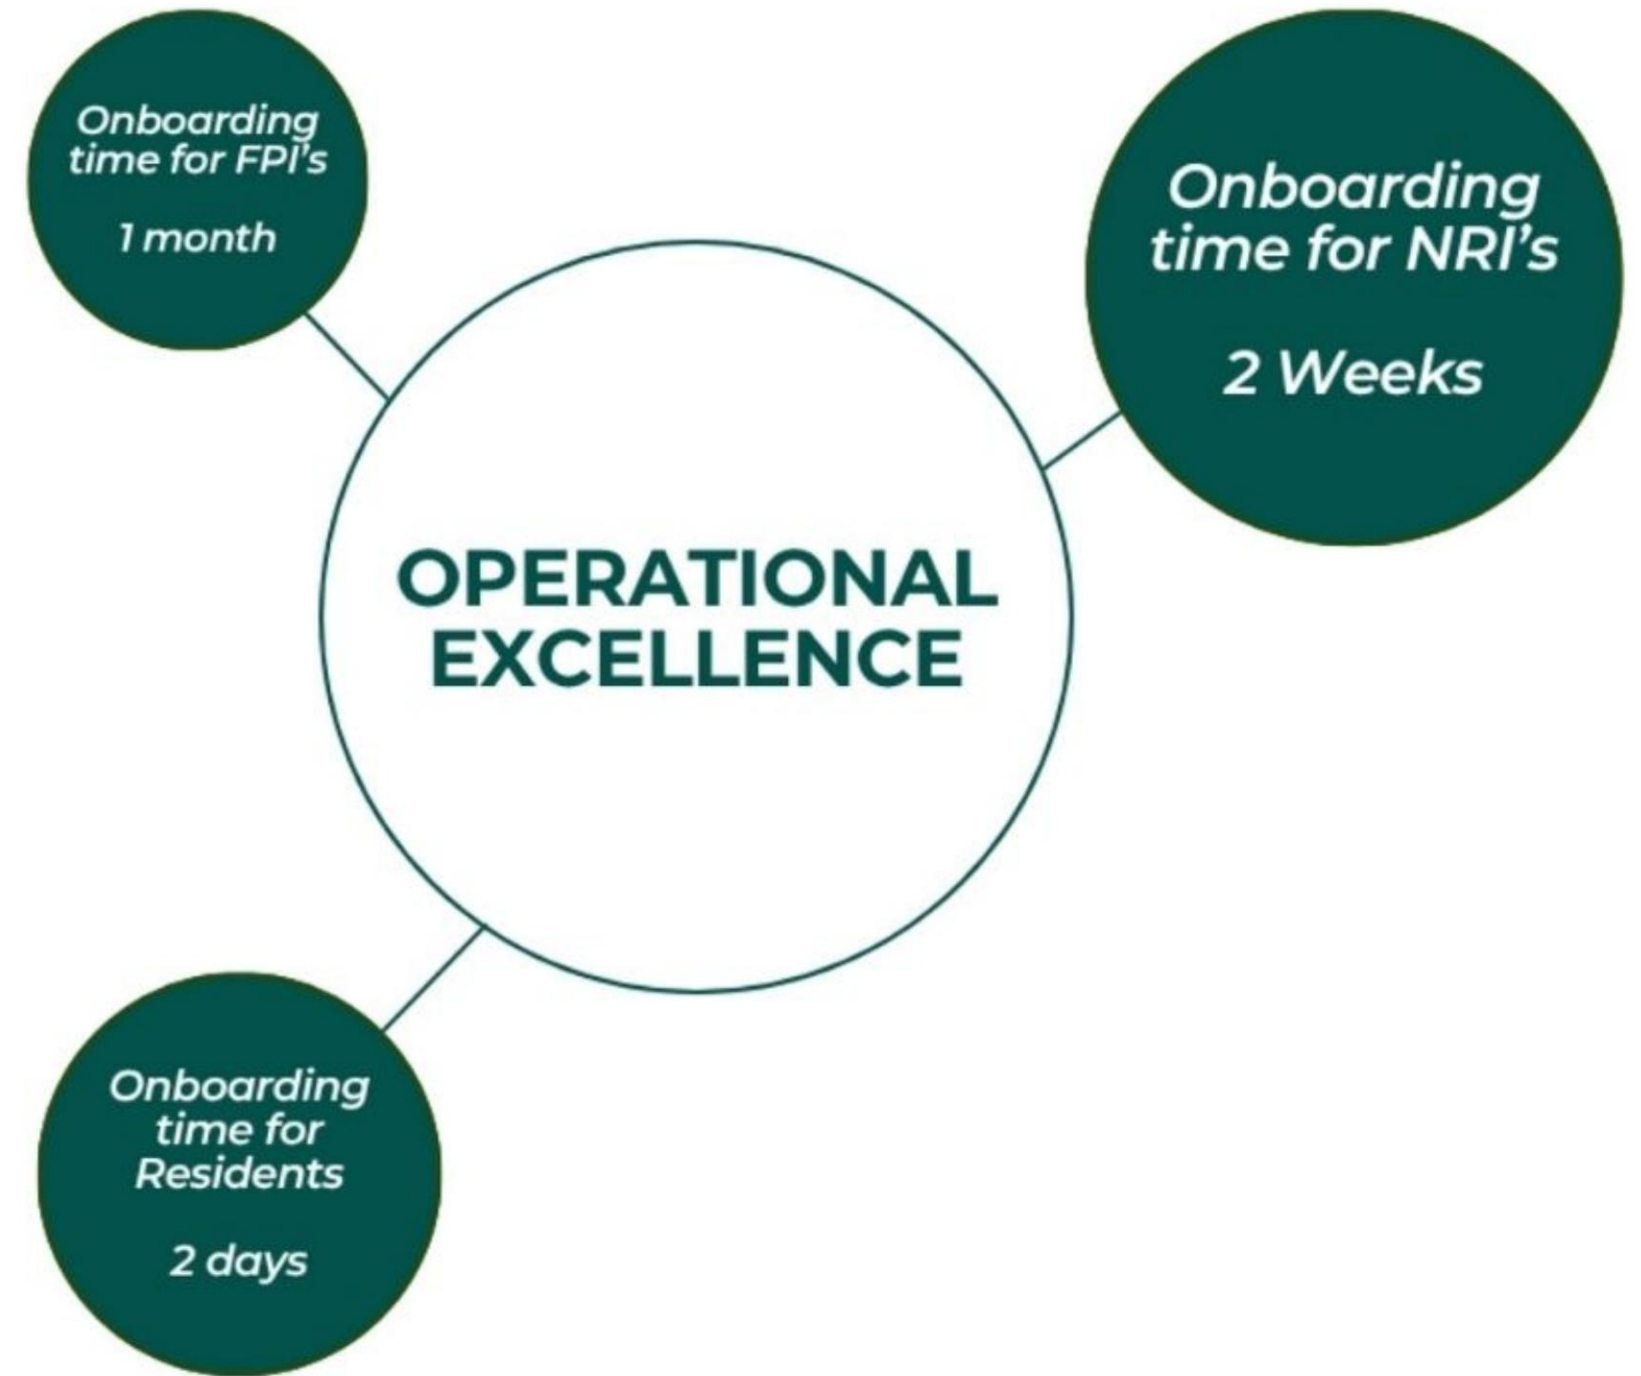 Onboarding
time for FPI's
1 month
Onboarding
time for NRI's
2 Weeks
OPERATIONAL
EXCELLENCE
Onboarding
time for
Residents
2 days